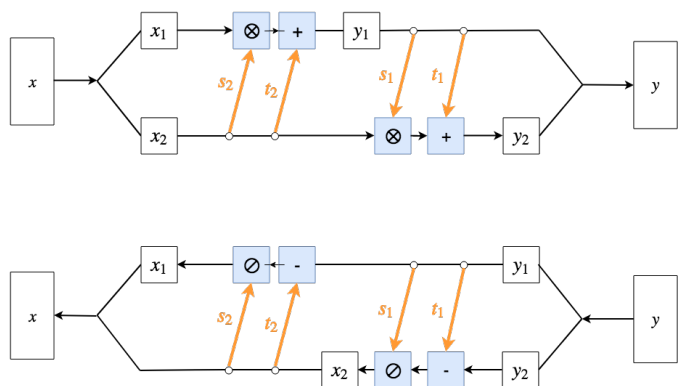 x₁ ⊗ + y₁
x s₂ t₂ s₁ t₁ y
x₂ ⊗ + y₂
x₁ ⊘ - y₁
x s₂ t₂ s₁ t₁ y
x₂ ⊘ - y₂